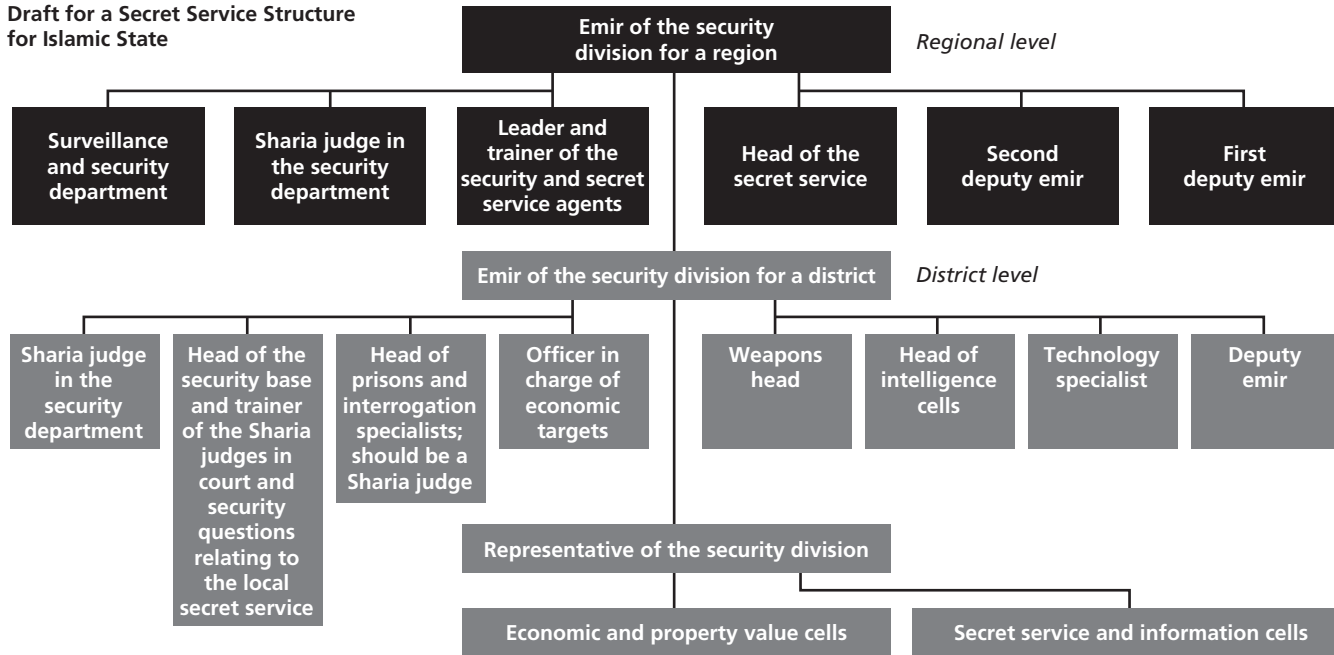 Draft for a Secret Service Structure
for Islamic State
Emir of the security
division for a region
Regional level
Surveillance
and security
department
Sharia judge in
the security
department
Leader and
trainer of the
security and secret
service agents
Head of the
secret service
Second
deputy emir
First
deputy emir
Emir of the security division for a district
District level
Sharia judge
in the
security
department
Head of the
security base
and trainer
of the Sharia
judges in
court and
security
questions
relating to
the local
secret service
Head of
prisons and
interrogation
specialists;
should be a
Sharia judge
Officer in
charge of
economic
targets
Weapons
head
Head of
intelligence
cells
Technology
specialist
Deputy
emir
Representative of the security division
Economic and property value cells
Secret service and information cells